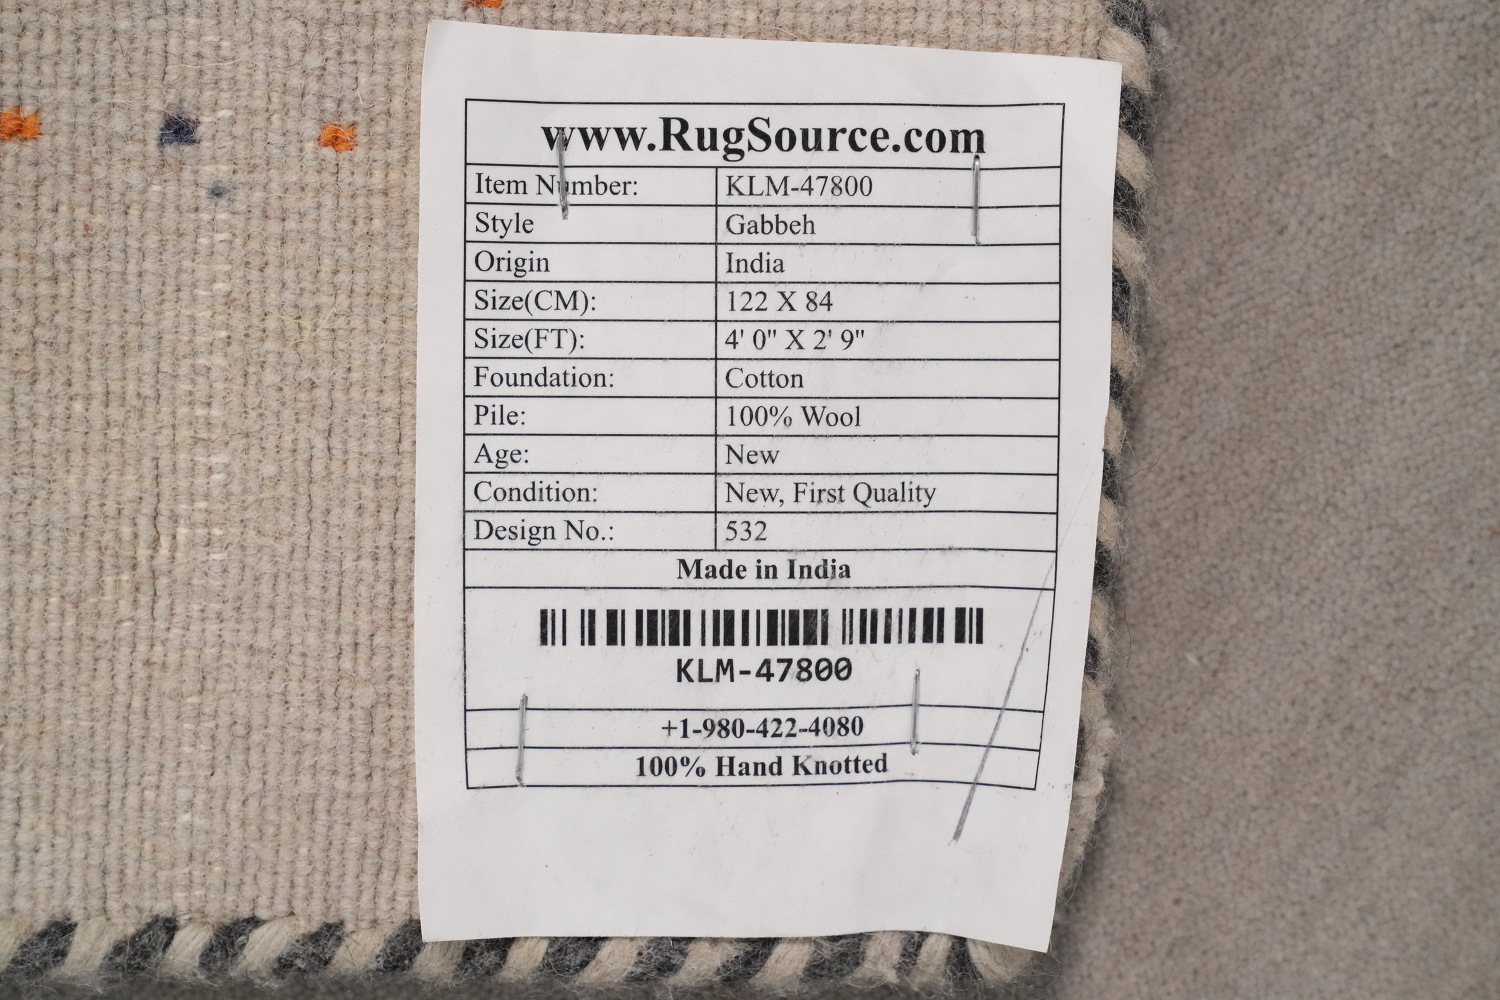 www.RugSource.com
Item Number: KLM-47800
Style Gabbeh
Origin India
Size(CM): 122 X 84
Size(FT): 4' 0" X 2' 9"
Foundation: Cotton
Pile: 100% Wool
Age: New
Condition: New, First Quality
Design No.: 532
Made in India
KLM-47800
+1-980-422-4080
100% Hand Knotted